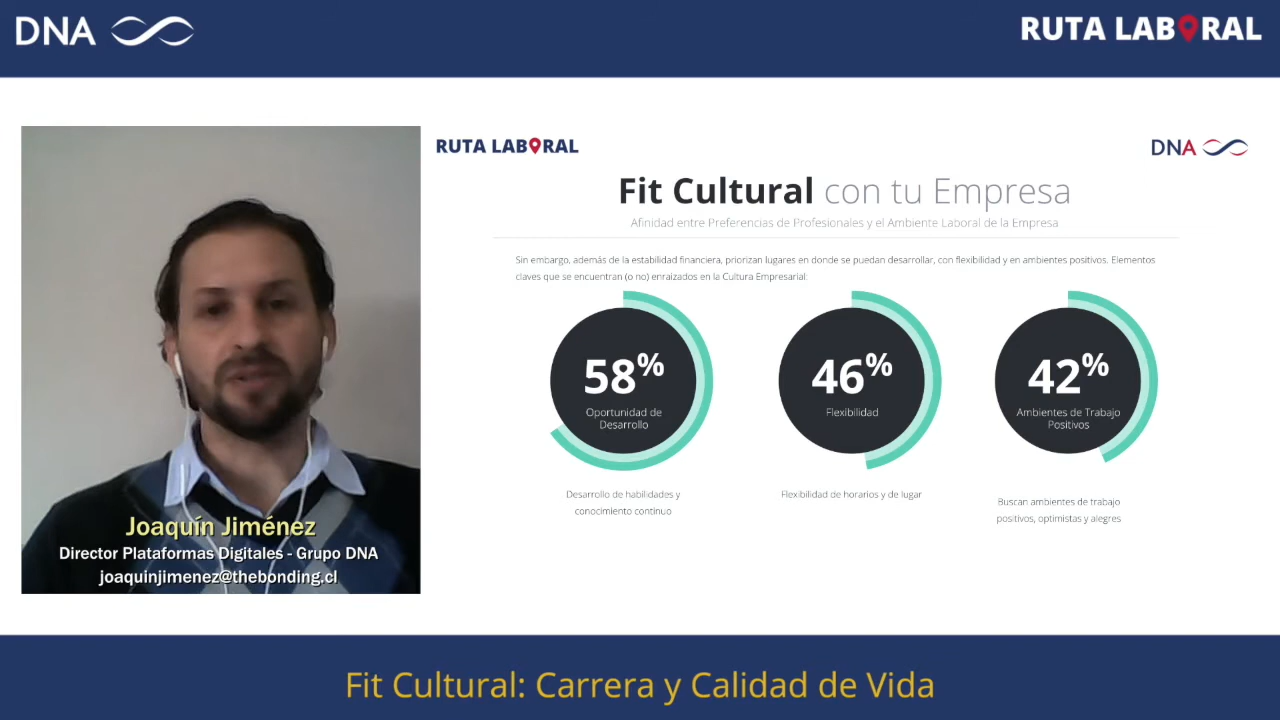 DNA
RUTA LABORAL
RUTA LABORAL
DNA
Fit Cultural con tu Empresa
Afinidad entre Preferencias de Profesionales y el Ambiente Laboral de la Empresa
Sin embargo, además de la estabilidad financiera, priorizan lugares en donde se puedan desarrollar, con flexibilidad y en ambientes positivos. Elementos
claves que se encuentran (o no) enraizados en la Cultura Empresarial:
58%
Oportunidad de
Desarrollo
Desarrollo de habilidades y
conocimiento continuo
46%
Flexibilidad
Flexibilidad de horarios y de lugar
42%
Ambientes de Trabajo
Positivos
Buscan ambientes de trabajo
positivos, optimistas y alegres
Joaquín Jiménez
Director Plataformas Digitales - Grupo DNA
joaquinjimenez@thebonding.cl
Fit Cultural: Carrera y Calidad de Vida